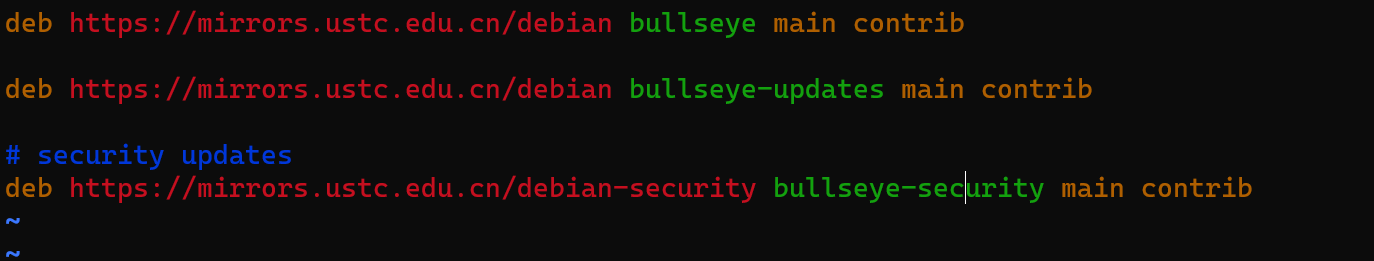 deb https://mirrors.ustc.edu.cn/debian bullseye main contrib
deb https://mirrors.ustc.edu.cn/debian bullseye-updates main contrib
# security updates
deb https://mirrors.ustc.edu.cn/debian-security bullseye-security main contrib
~
~